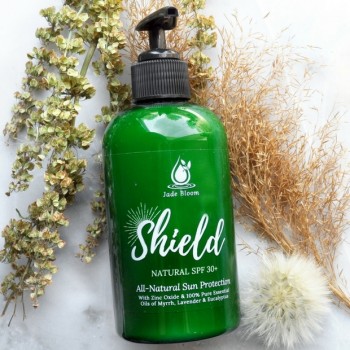 Jade Bloom
Shield
NATURAL SPF 30+
All-Natural Sun Protection
With Zinc Oxide & 100% Pure Essential
Oils of Myrrh, Lavender & Eucalyptus